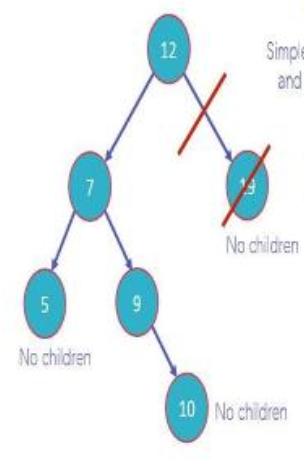 12
Simple
and
7
19
No children
5
9
No children
10
No children